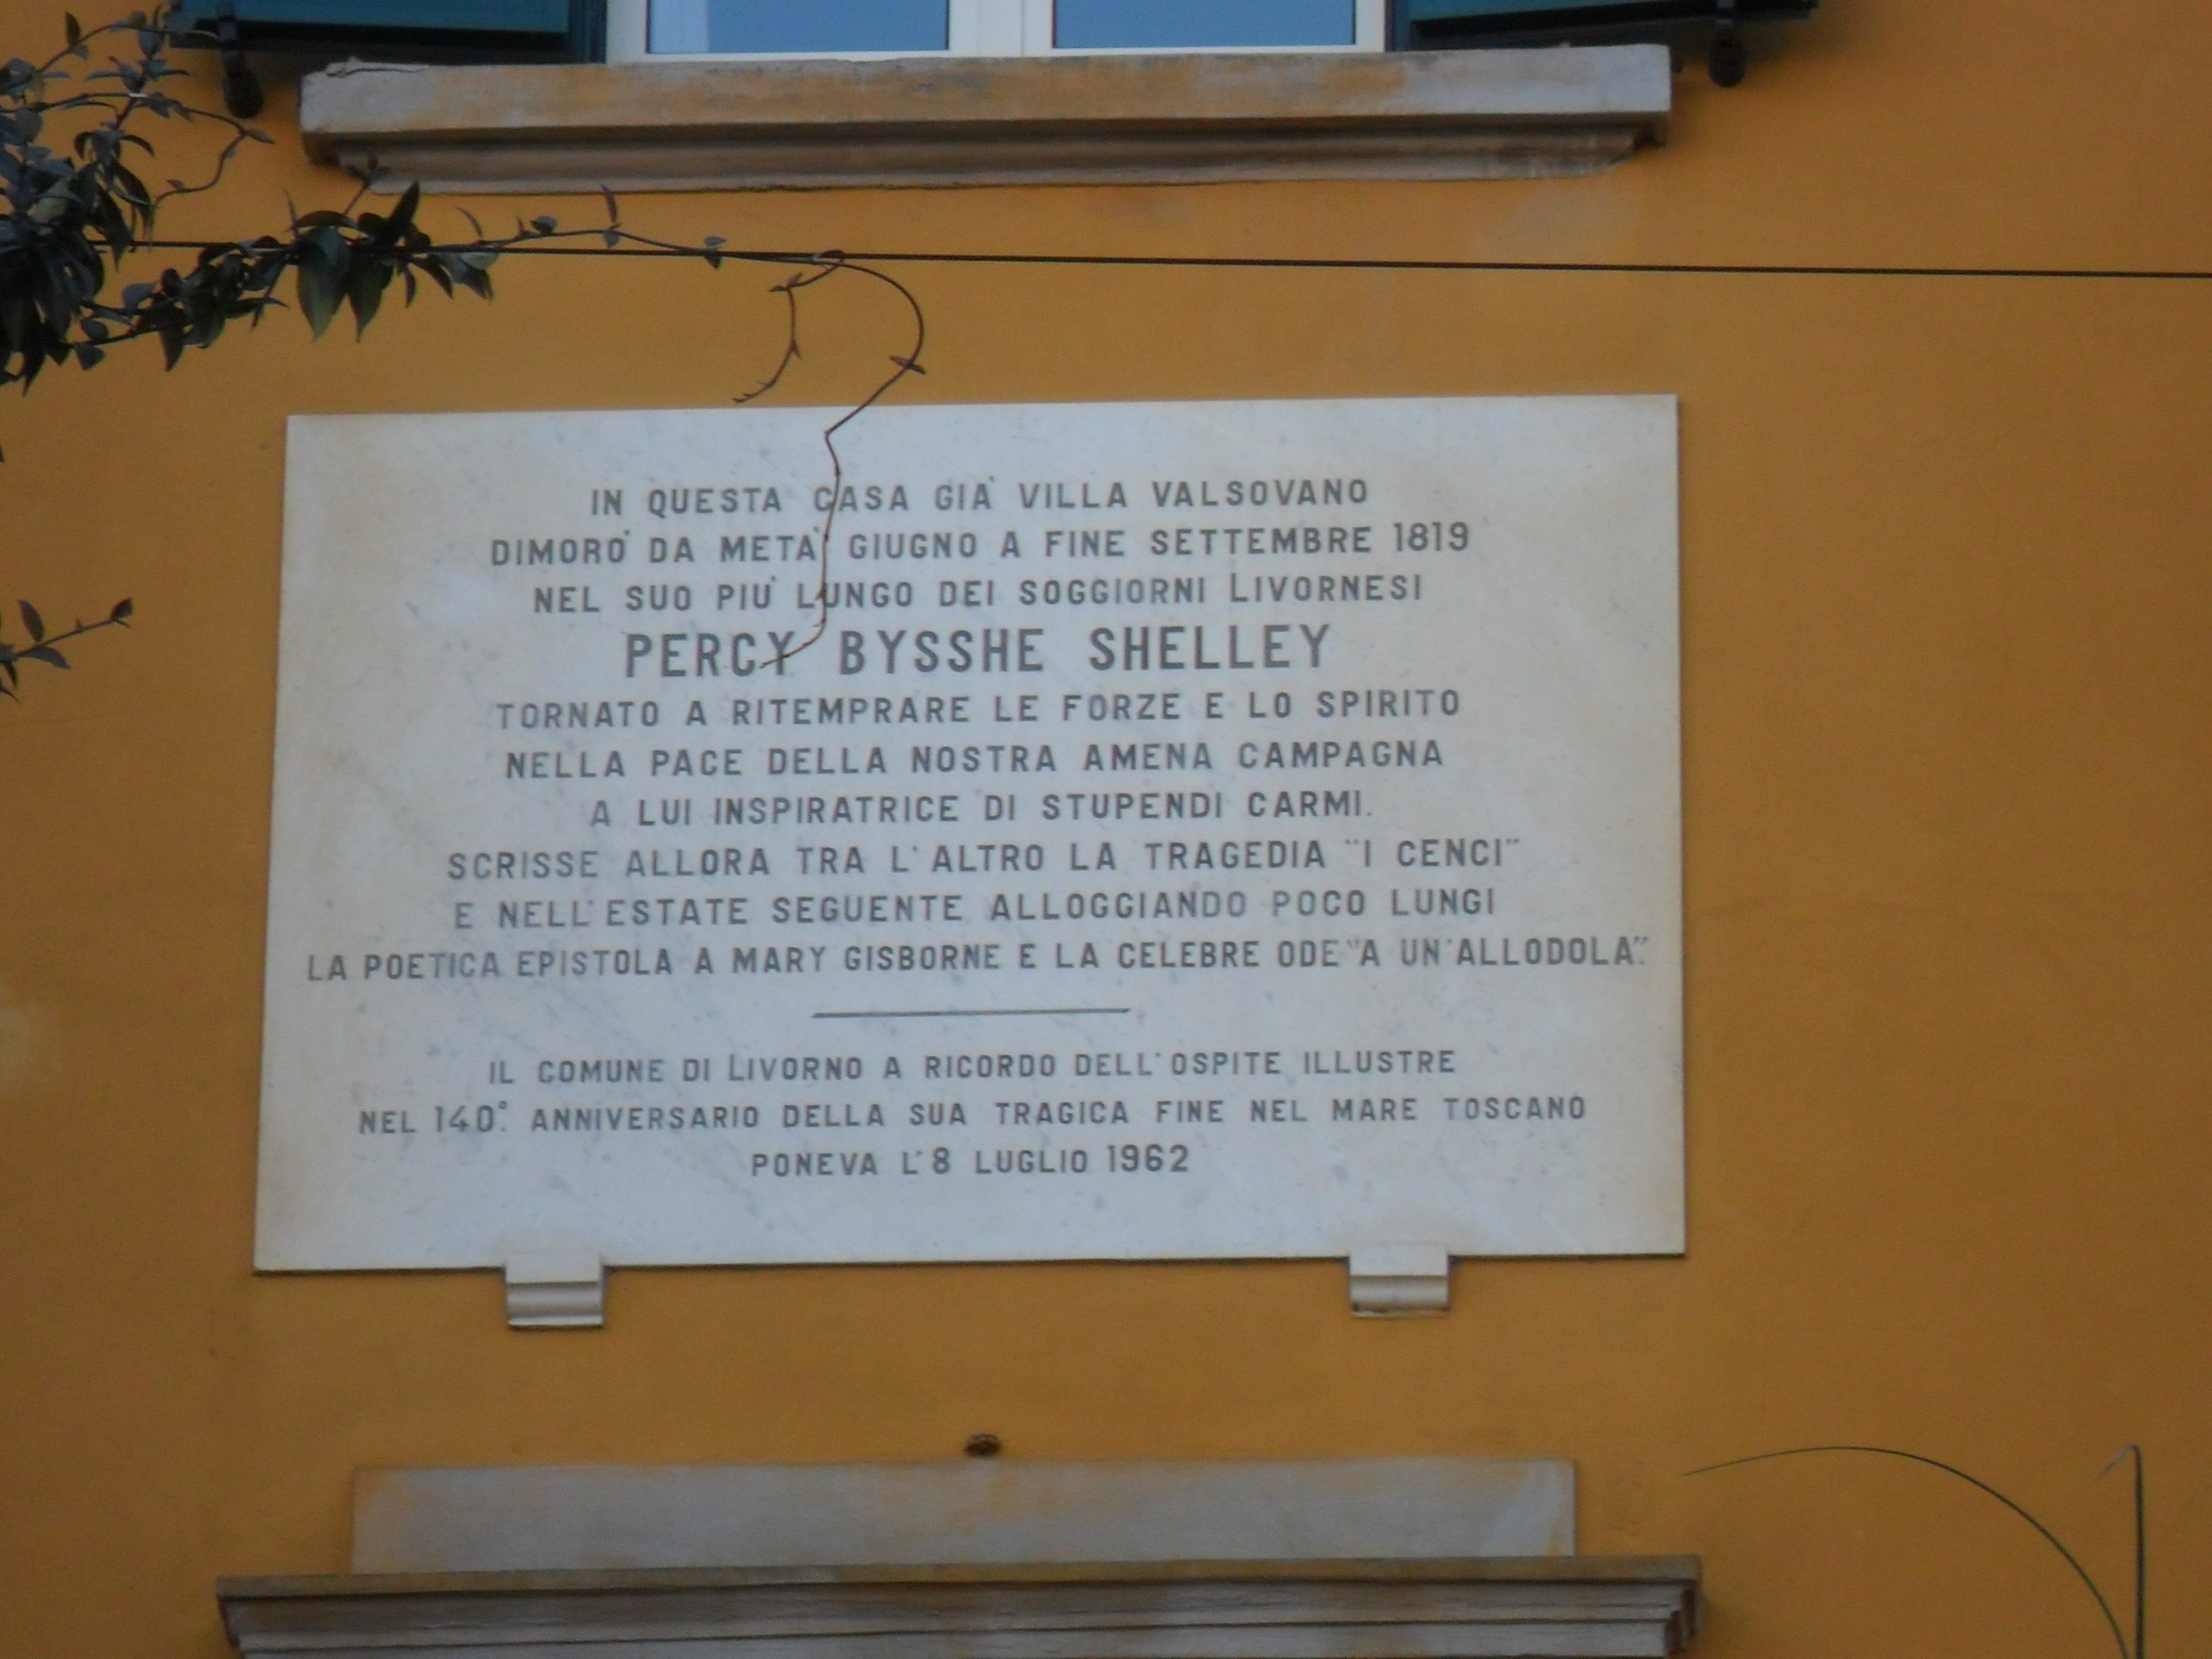 IN QUESTA CASA GIA' VILLA VALSOVANO
DIMORO' DA META' GIUGNO A FINE SETTEMBRE 1819
NEL SUO PIU' LUNGO DEI SOGGIORNI LIVORNESI
PERCY BYSSHE SHELLEY
TORNATO A RITEMPRARE LE FORZE E LO SPIRITO
NELLA PACE DELLA NOSTRA AMENA CAMPAGNA
A LUI INSPIRATRICE DI STUPENDI CARMI.
SCRISSE ALLORA TRA L'ALTRO LA TRAGEDIA "I CENCI"
E NELL'ESTATE SEGUENTE ALLOGGIANDO POCO LUNGI
LA POETICA EPISTOLA A MARY GISBORNE E LA CELEBRE ODE "A UN'ALLODOLA".
IL COMUNE DI LIVORNO A RICORDO DELL'OSPITE ILLUSTRE
NEL 140°. ANNIVERSARIO DELLA SUA TRAGICA FINE NEL MARE TOSCANO
PONEVA L'8 LUGLIO 1962